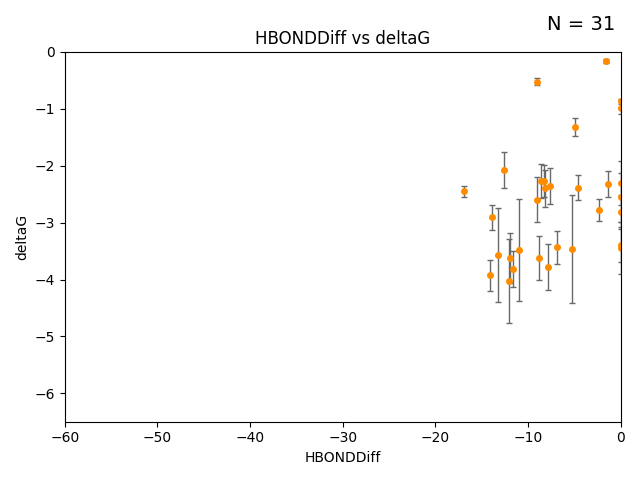 N = 31
HBONDDiff vs deltaG
0
−1
−2
−3
−4
−5
−6
deltaG
−60 −50 −40 −30 −20 −10 0
HBONDDiff